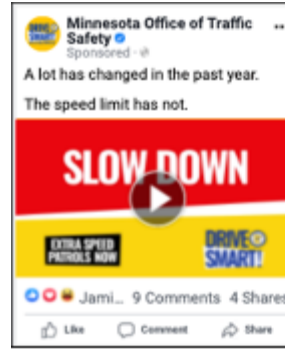 Minnesota Office of Traffic
Safety
Sponsored ·
A lot has changed in the past year.
The speed limit has not.
SLOW DOWN
EXTRA SPEED
PATROLS NOW
DRIVE
SMART!
Jami... 9 Comments 4 Shares
Like Comment Share